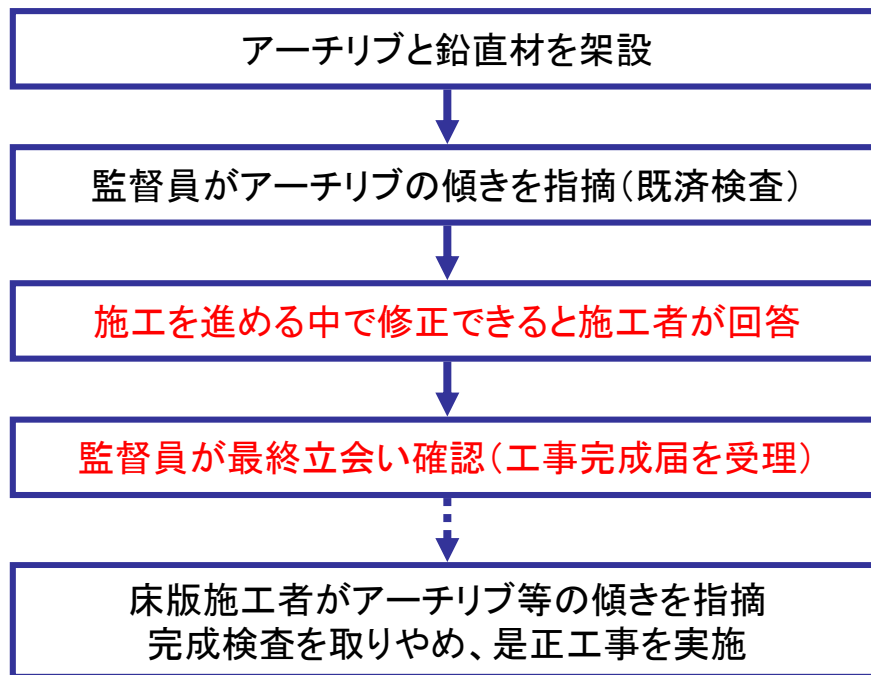 アーチリブと鉛直材を架設
監督員がアーチリブの傾きを指摘(既済検査)
施工を進める中で修正できると施工者が回答
監督員が最終立会い確認(工事完成届を受理)
床版施工者がアーチリブ等の傾きを指摘
完成検査を取りやめ、是正工事を実施